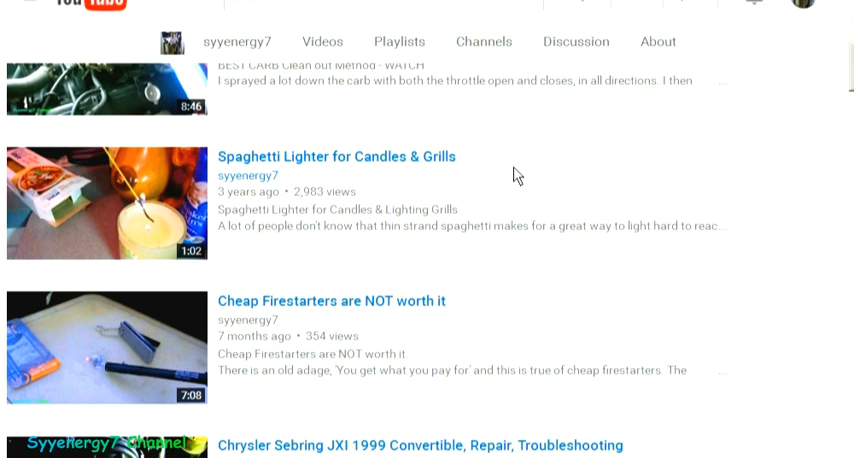 You Tube
syyenergy7 Videos Playlists Channels Discussion About
BEST CARB Clean out Method - WATCH
I sprayed a lot down the carb with both the throttle open and closes, in all directions. I then ...
8:46
Spaghetti Lighter for Candles & Grills
syyenergy7
3 years ago • 2,983 views
Spaghetti Lighter for Candles & Lighting Grills
A lot of people don't know that thin strand spaghetti makes for a great way to light hard to reac...
1:02
Cheap Firestarters are NOT worth it
syyenergy7
7 months ago • 354 views
Cheap Firestarters are NOT worth it.
There is an old adage, 'You get what you pay for' and this is true of cheap firestarters. The ...
7:08
Syyenergy7 Channel
Chrysler Sebring JXI 1999 Convertible, Repair, Troubleshooting